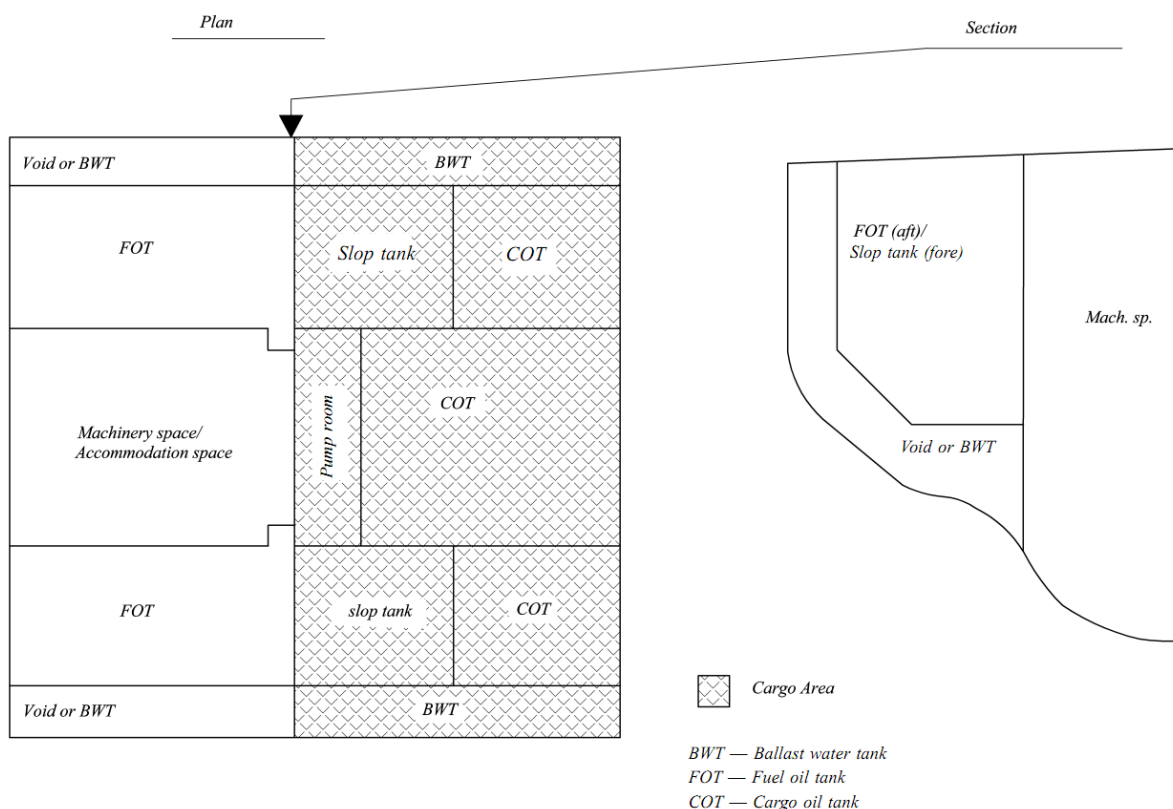 Plan
Section
Void or BWT
BWT
FOT
Slop tank
COT
FOT (aft)/
Slop tank (fore)
Mach. sp.
Machinery space/
Accommodation space
Pump room
COT
Void or BWT
FOT
slop tank
COT
Void or BWT
BWT
Cargo Area
BWT — Ballast water tank
FOT — Fuel oil tank
COT — Cargo oil tank